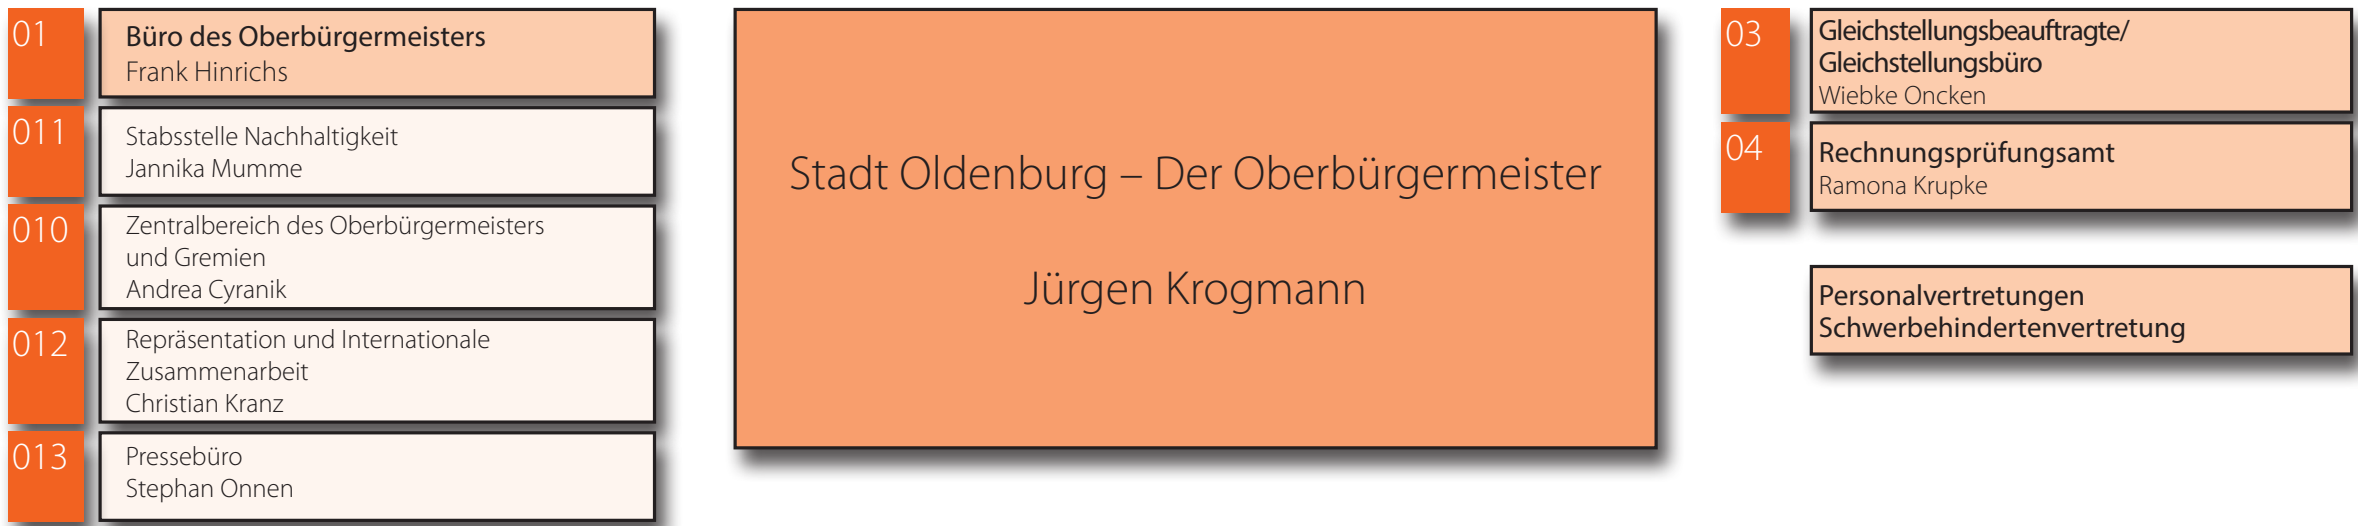 01
Büro des Oberbürgermeisters
Frank Hinrichs
011
Stabsstelle Nachhaltigkeit
Jannika Mumme
010
Zentralbereich des Oberbürgermeisters
und Gremien
Andrea Cyranik
012
Repräsentation und Internationale
Zusammenarbeit
Christian Kranz
013
Pressebüro
Stephan Onnen
Stadt Oldenburg – Der Oberbürgermeister
Jürgen Krogmann
03
Gleichstellungsbeauftragte/
Gleichstellungsbüro
Wiebke Oncken
04
Rechnungsprüfungsamt
Ramona Krupke
Personalvertretungen
Schwerbehindertenvertretung